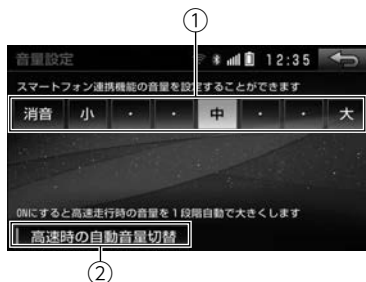 ①
音量設定 12:35
スマートフォン連携機能の音量を設定することができます
消音 小 ・ ・ 中 ・ ・ 大
ONにすると高速走行時の音量を1段階自動で大きくします
高速時の自動音量切替
②